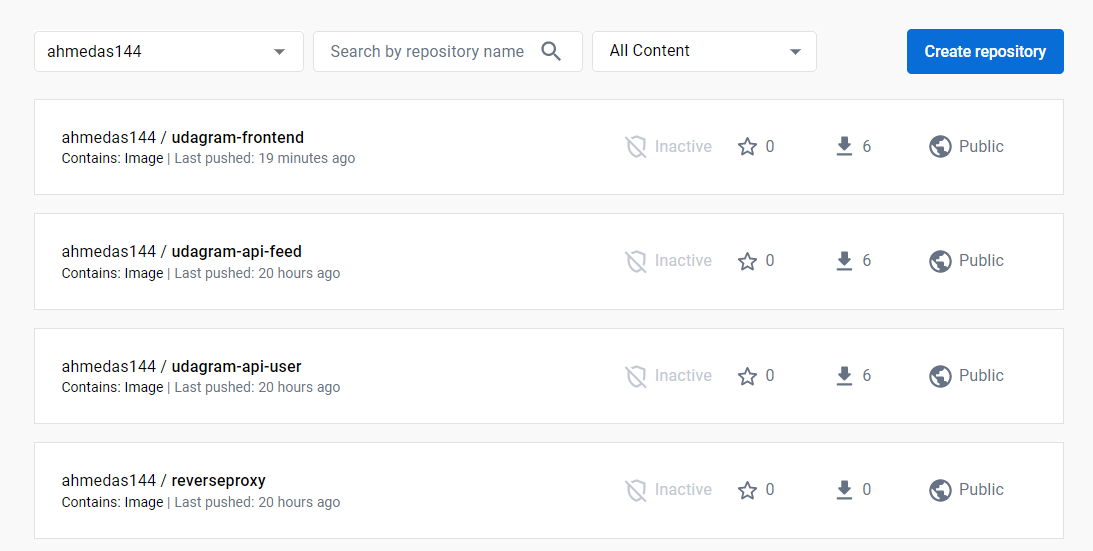 ahmedas144
Search by repository name
All Content
Create repository
ahmedas144 / udagram-frontend
Contains: Image | Last pushed: 19 minutes ago
Inactive
0
6
Public
ahmedas144 / udagram-api-feed
Contains: Image | Last pushed: 20 hours ago
Inactive
0
6
Public
ahmedas144 / udagram-api-user
Contains: Image | Last pushed: 20 hours ago
Inactive
0
6
Public
ahmedas144 / reverseproxy
Contains: Image | Last pushed: 20 hours ago
Inactive
0
0
Public